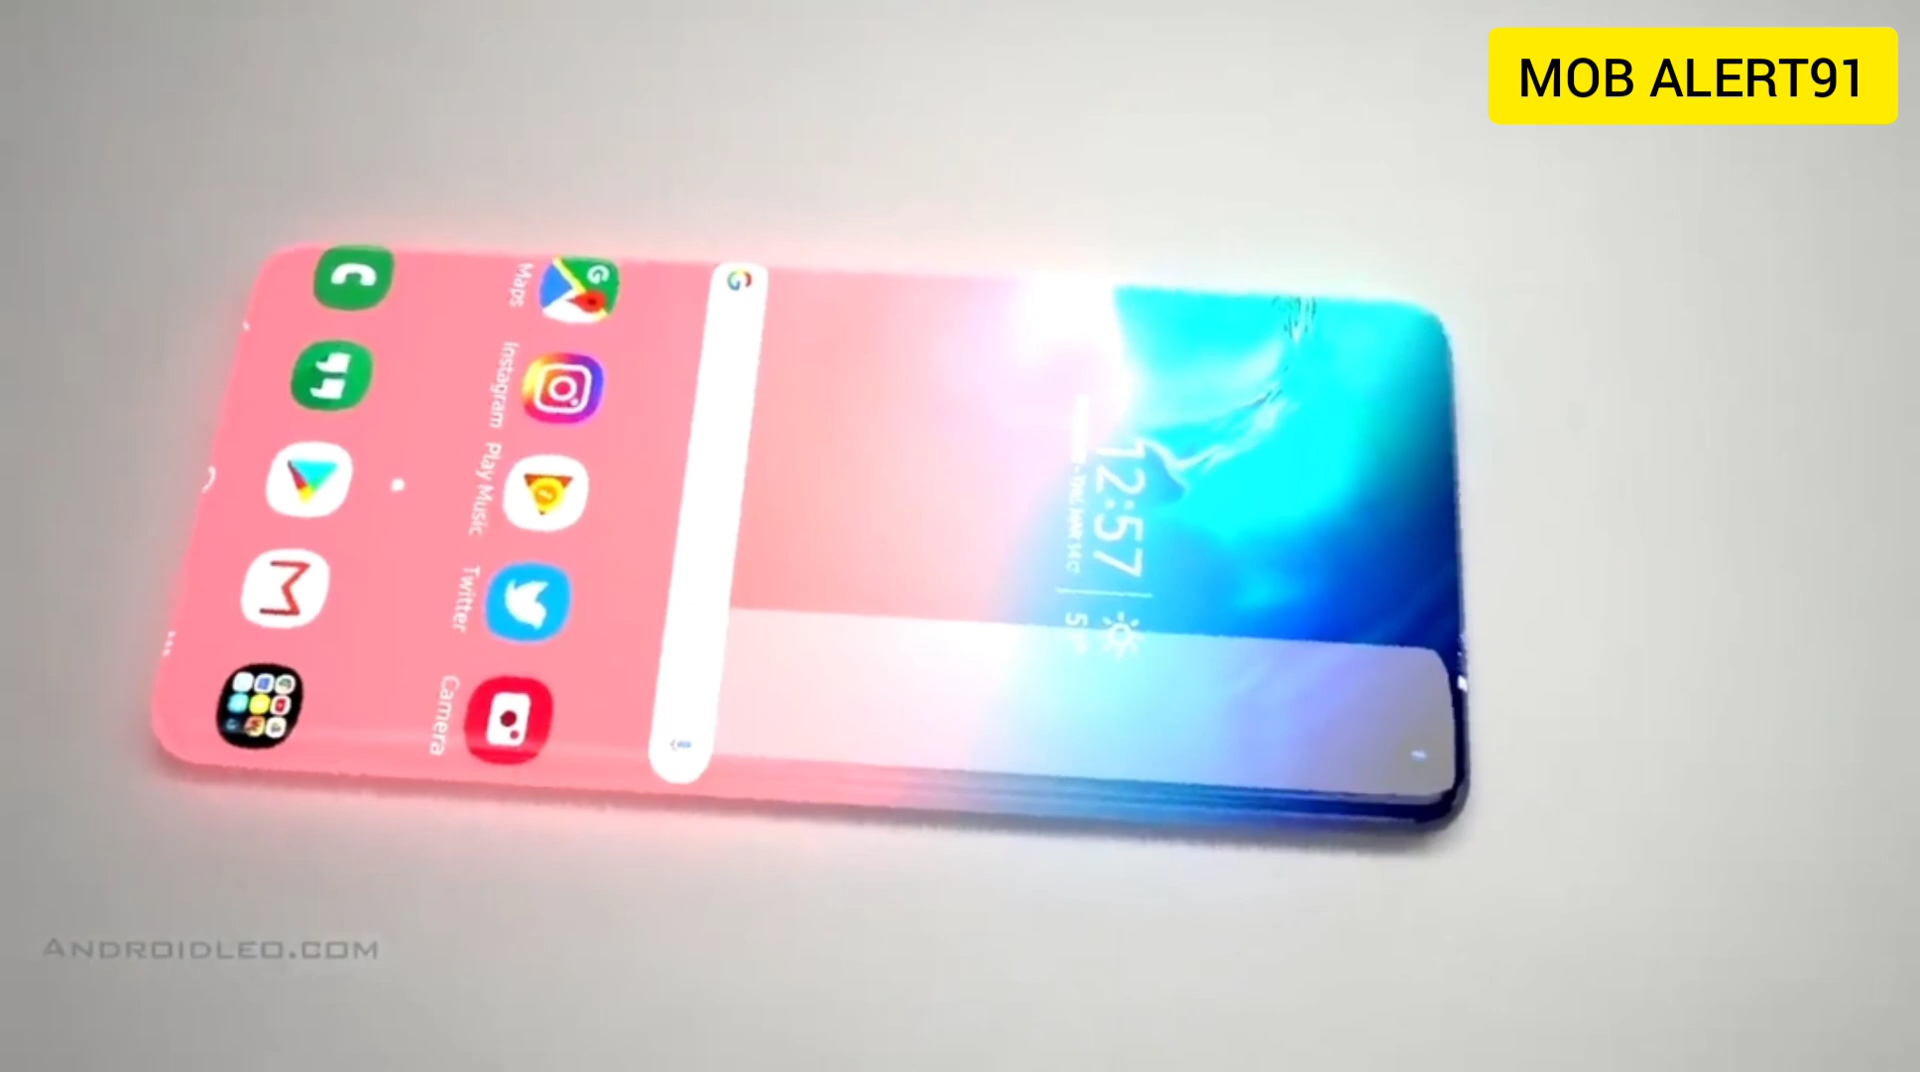 MOB ALERT91
Maps
Instagram
Play Music
Twitter
Camera
12:57
ANDROIDLEO.COM